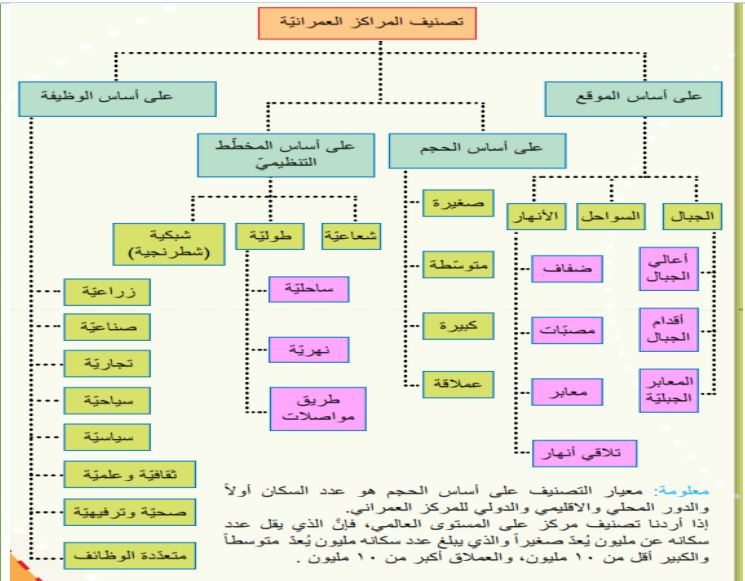 تصنيف المراكز العمرانيّة
على أساس الموقع
على أساس الوظيفة
على أساس الحجم
على أساس المخطّط
التنظيميّ
الجبال
السواحل
الأنهار
أعالي
الجبال
أقدام
الجبال
المعابر
الجبليّة
ضفاف
مصبّات
معابر
تلاقي أنهار
صغيرة
متوسّطة
كبيرة
عملاقة
شعاعيّة
طوليّة
شبكية
(شطرنجية)
ساحليّة
نهريّة
طريق
مواصلات
زراعيّة
صناعيّة
تجاريّة
سياحيّة
سياسيّة
ثقافيّة وعلميّة
صحيّة وترفيهيّة
متعدّدة الوظائف
معلومة: معيار التصنيف على أساس الحجم هو عدد السكان أولاً
والدور المحلي والاقليمي والدولي للمركز العمراني.
إذا أردنا تصنيف مركز على المستوى العالمي، فإنّ الذي يقل عدد
سكانه عن مليون يُعدّ صغيراً والذي يبلغ عدد سكانه مليون يُعدّ متوسطاً
والكبير أقل من ١٠ مليون، والعملاق أكبر من ١٠ مليون .